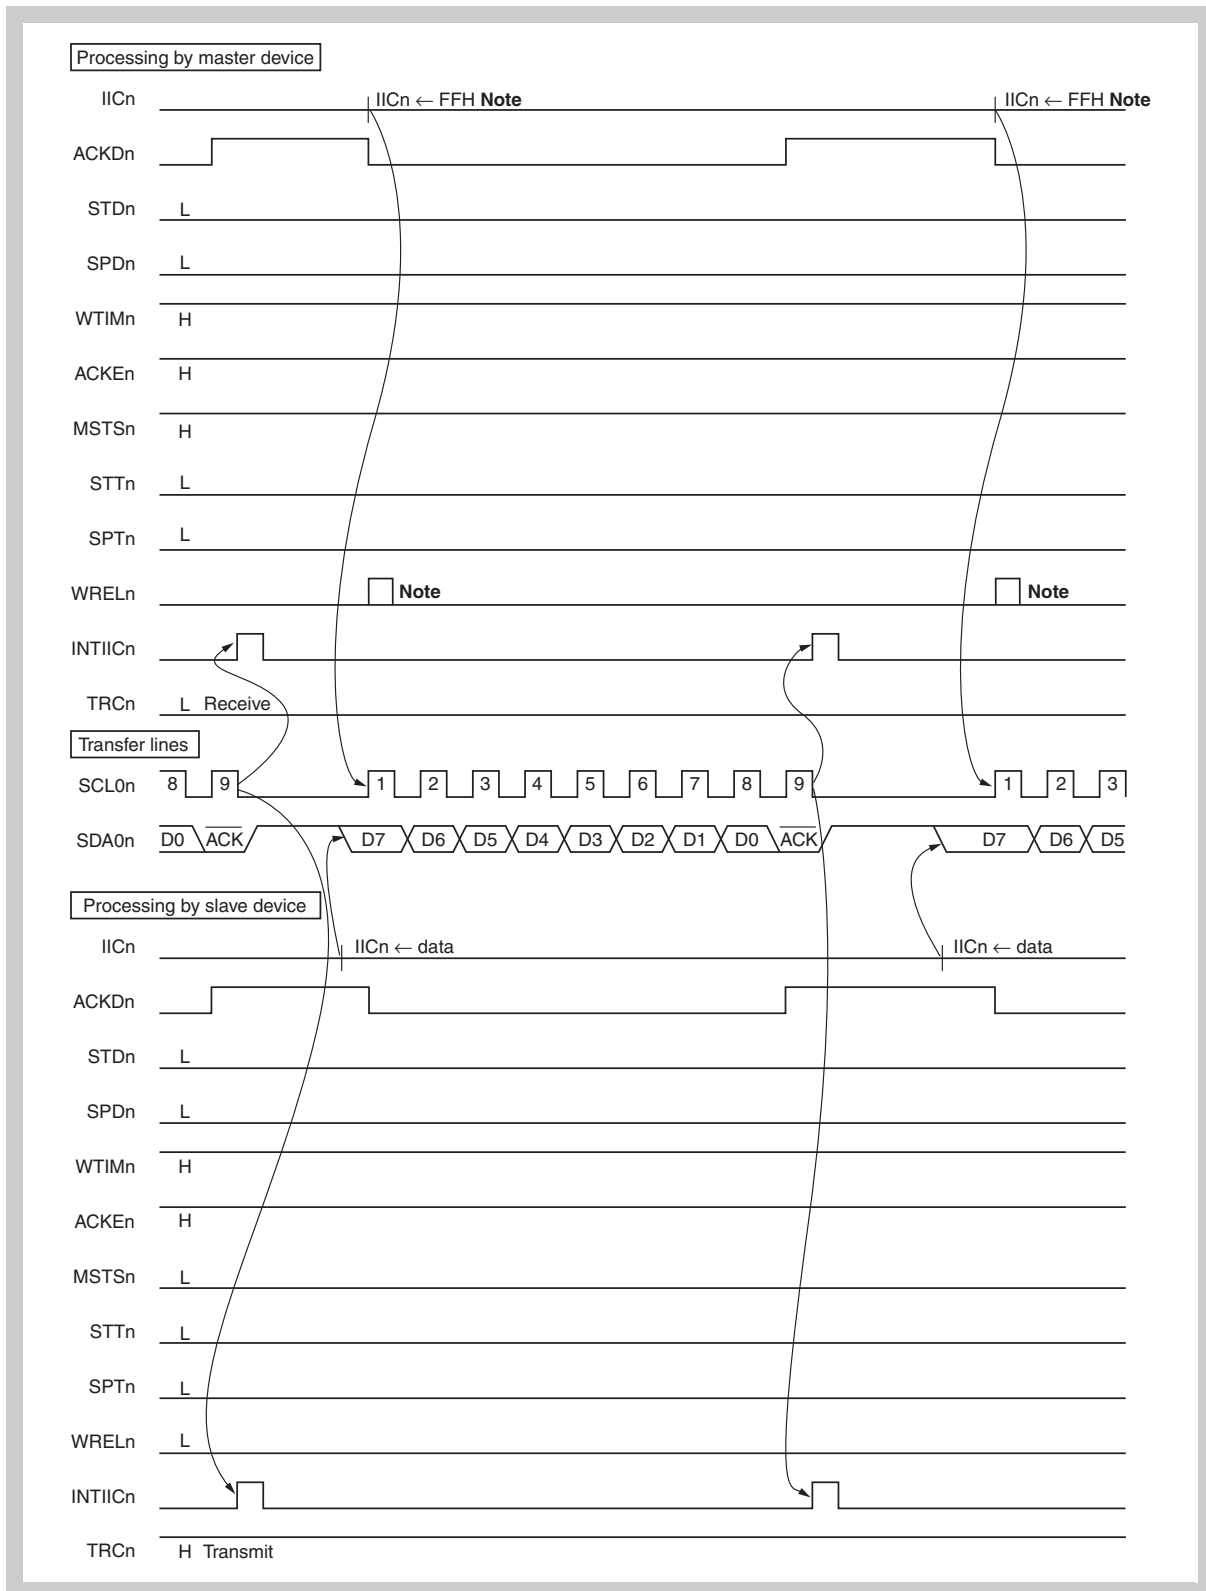 Processing by master device
IICn IICn ← FFH Note IICn ← FFH Note
ACKDn
STDn L
SPDn L
WTIMn H
ACKEn H
MSTSn H
STTn L
SPTn L
WRELn Note Note
INTIICn
TRCn L Receive
Transfer lines
SCL0n 8 9 1 2 3 4 5 6 7 8 9 1 2 3
SDA0n D0 ACK D7 D6 D5 D4 D3 D2 D1 D0 ACK D7 D6 D5
Processing by slave device
IICn IICn ← data IICn ← data
ACKDn
STDn L
SPDn L
WTIMn H
ACKEn H
MSTSn L
STTn L
SPTn L
WRELn L
INTIICn
TRCn H Transmit